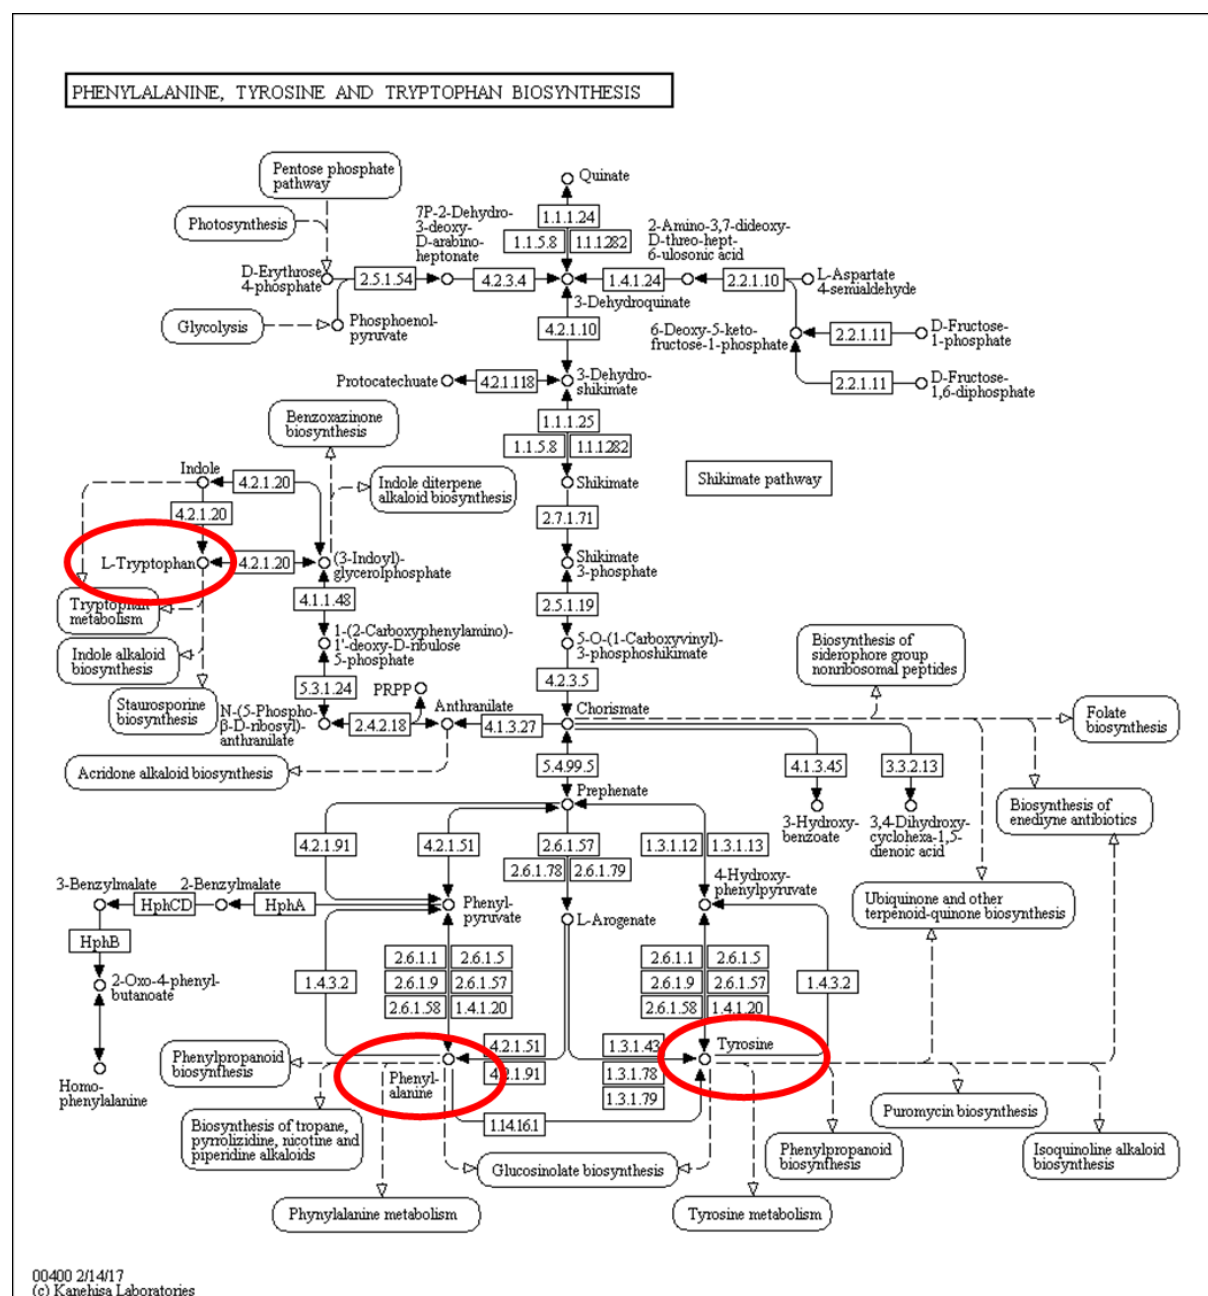 PHENYLALANINE, TYROSINE AND TRYPTOPHAN BIOSYNTHESIS
Pentose phosphate
pathway
Photosynthesis
Quinate
7P-2-Dehydro-
3-deoxy-
D-arabino-
heptonate
1.1.1.24
1.1.5.8
1.1.1.282
2-Amino-3,7-dideoxy-
D-threo-hept-
6-ulosonic acid
D-Erythrose
4-phosphate
2.5.1.54
4.2.3.4
1.4.1.24
2.2.1.10
L-Aspartate
4-semialdehyde
3-Dehydroquinate
Glycolysis
Phosphoenol-
pyruvate
4.2.1.10
6-Deoxy-5-keto-
fructose-1-phosphate
2.2.1.11
D-Fructose-
1-phosphate
Protocatechuate
4.2.1.118
3-Dehydro-
shikimate
2.2.1.11
D-Fructose-
1,6-diphosphate
Benzoxazinone
biosynthesis
1.1.1.25
1.1.5.8
1.1.1.282
Indole
4.2.1.20
Indole diterpene
alkaloid biosynthesis
Shikimate
Shikimate pathway
4.2.1.20
2.7.1.71
L-Tryptophan
4.2.1.20
(3-Indoyl)-
glycerolphosphate
Shikimate
3-phosphate
Tryptophan
metabolism
4.1.1.48
2.5.1.19
Indole alkaloid
biosynthesis
1-(2-Carboxyphenylamino)-
1'-deoxy-D-ribulose
5-phosphate
5-O-(1-Carboxyvinyl)-
3-phosphoshikimate
Biosynthesis of
siderophore group
nonribosomal peptides
Staurosporine
biosynthesis
5.3.1.24
PRPP
4.2.3.5
N-(5-Phospho-
β-D-ribosyl)-
anthranilate
2.4.2.18
Anthranilate
4.1.3.27
Chorismate
Folate
biosynthesis
Acridone alkaloid biosynthesis
5.4.99.5
4.1.3.45
3.3.2.13
Prephenate
3-Hydroxy-
benzoate
3,4-Dihydroxy-
cyclohexa-1,5-
dienoic acid
Biosynthesis of
enediyne antibiotics
4.2.1.91
4.2.1.51
2.6.1.57
2.6.1.78
2.6.1.79
1.3.1.12
1.3.1.13
3-Benzylmalate
2-Benzylmalate
4-Hydroxy-
phenylpyruvate
HphCD
HphA
Phenyl-
pyruvate
L-Arogenate
Ubiquinone and other
terpenoid-quinone biosynthesis
HphB
2-Oxo-4-phenyl-
butanoate
1.4.3.2
2.6.1.1
2.6.1.5
2.6.1.9
2.6.1.57
2.6.1.58
1.4.1.20
2.6.1.1
2.6.1.5
2.6.1.9
2.6.1.57
2.6.1.58
1.4.1.20
1.4.3.2
Homo-
phenylalanine
Phenylpropanoid
biosynthesis
Phenyl-
alanine
4.2.1.51
4.2.1.91
1.3.1.43
1.3.1.78
1.3.1.79
Tyrosine
Biosynthesis of tropane,
pyrrolizidine, nicotine and
piperidine alkaloids
1.14.16.1
Puromycin biosynthesis
Phenylpropanoid
biosynthesis
Isoquinoline alkaloid
biosynthesis
Glucosinolate biosynthesis
Phynylalanine metabolism
Tyrosine metabolism
00400 2/14/17
(c) Kanehisa Laboratories